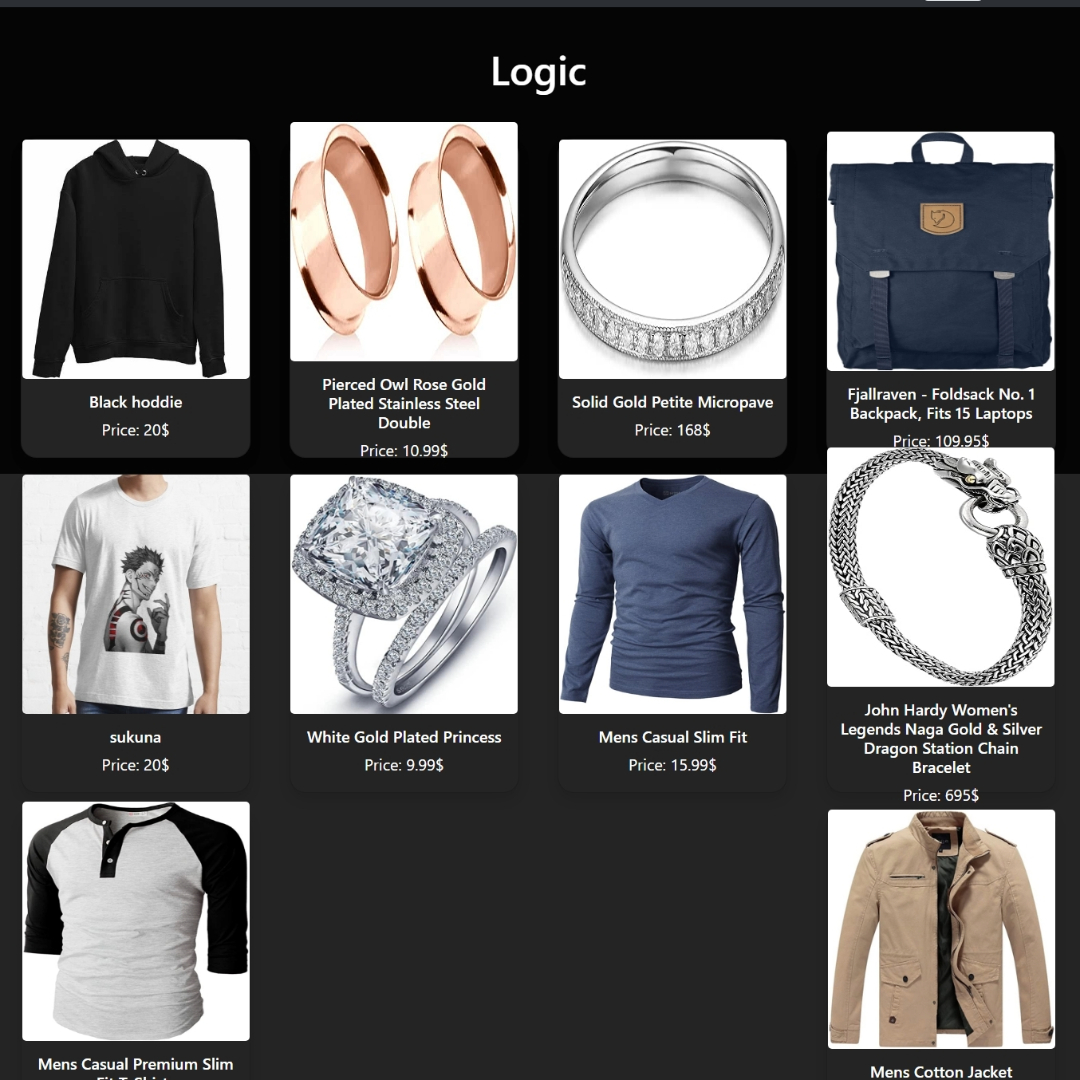 Logic
Black hoddie
Price: 20$
Pierced Owl Rose Gold
Plated Stainless Steel
Double
Price: 10.99$
Solid Gold Petite Micropave
Price: 168$
Fjallraven - Foldsack No. 1
Backpack, Fits 15 Laptops
Price: 109.95$
sukuna
Price: 20$
White Gold Plated Princess
Price: 9.99$
Mens Casual Slim Fit
Price: 15.99$
John Hardy Women's
Legends Naga Gold & Silver
Dragon Station Chain
Bracelet
Price: 695$
Mens Casual Premium Slim
Mens Cotton Jacket